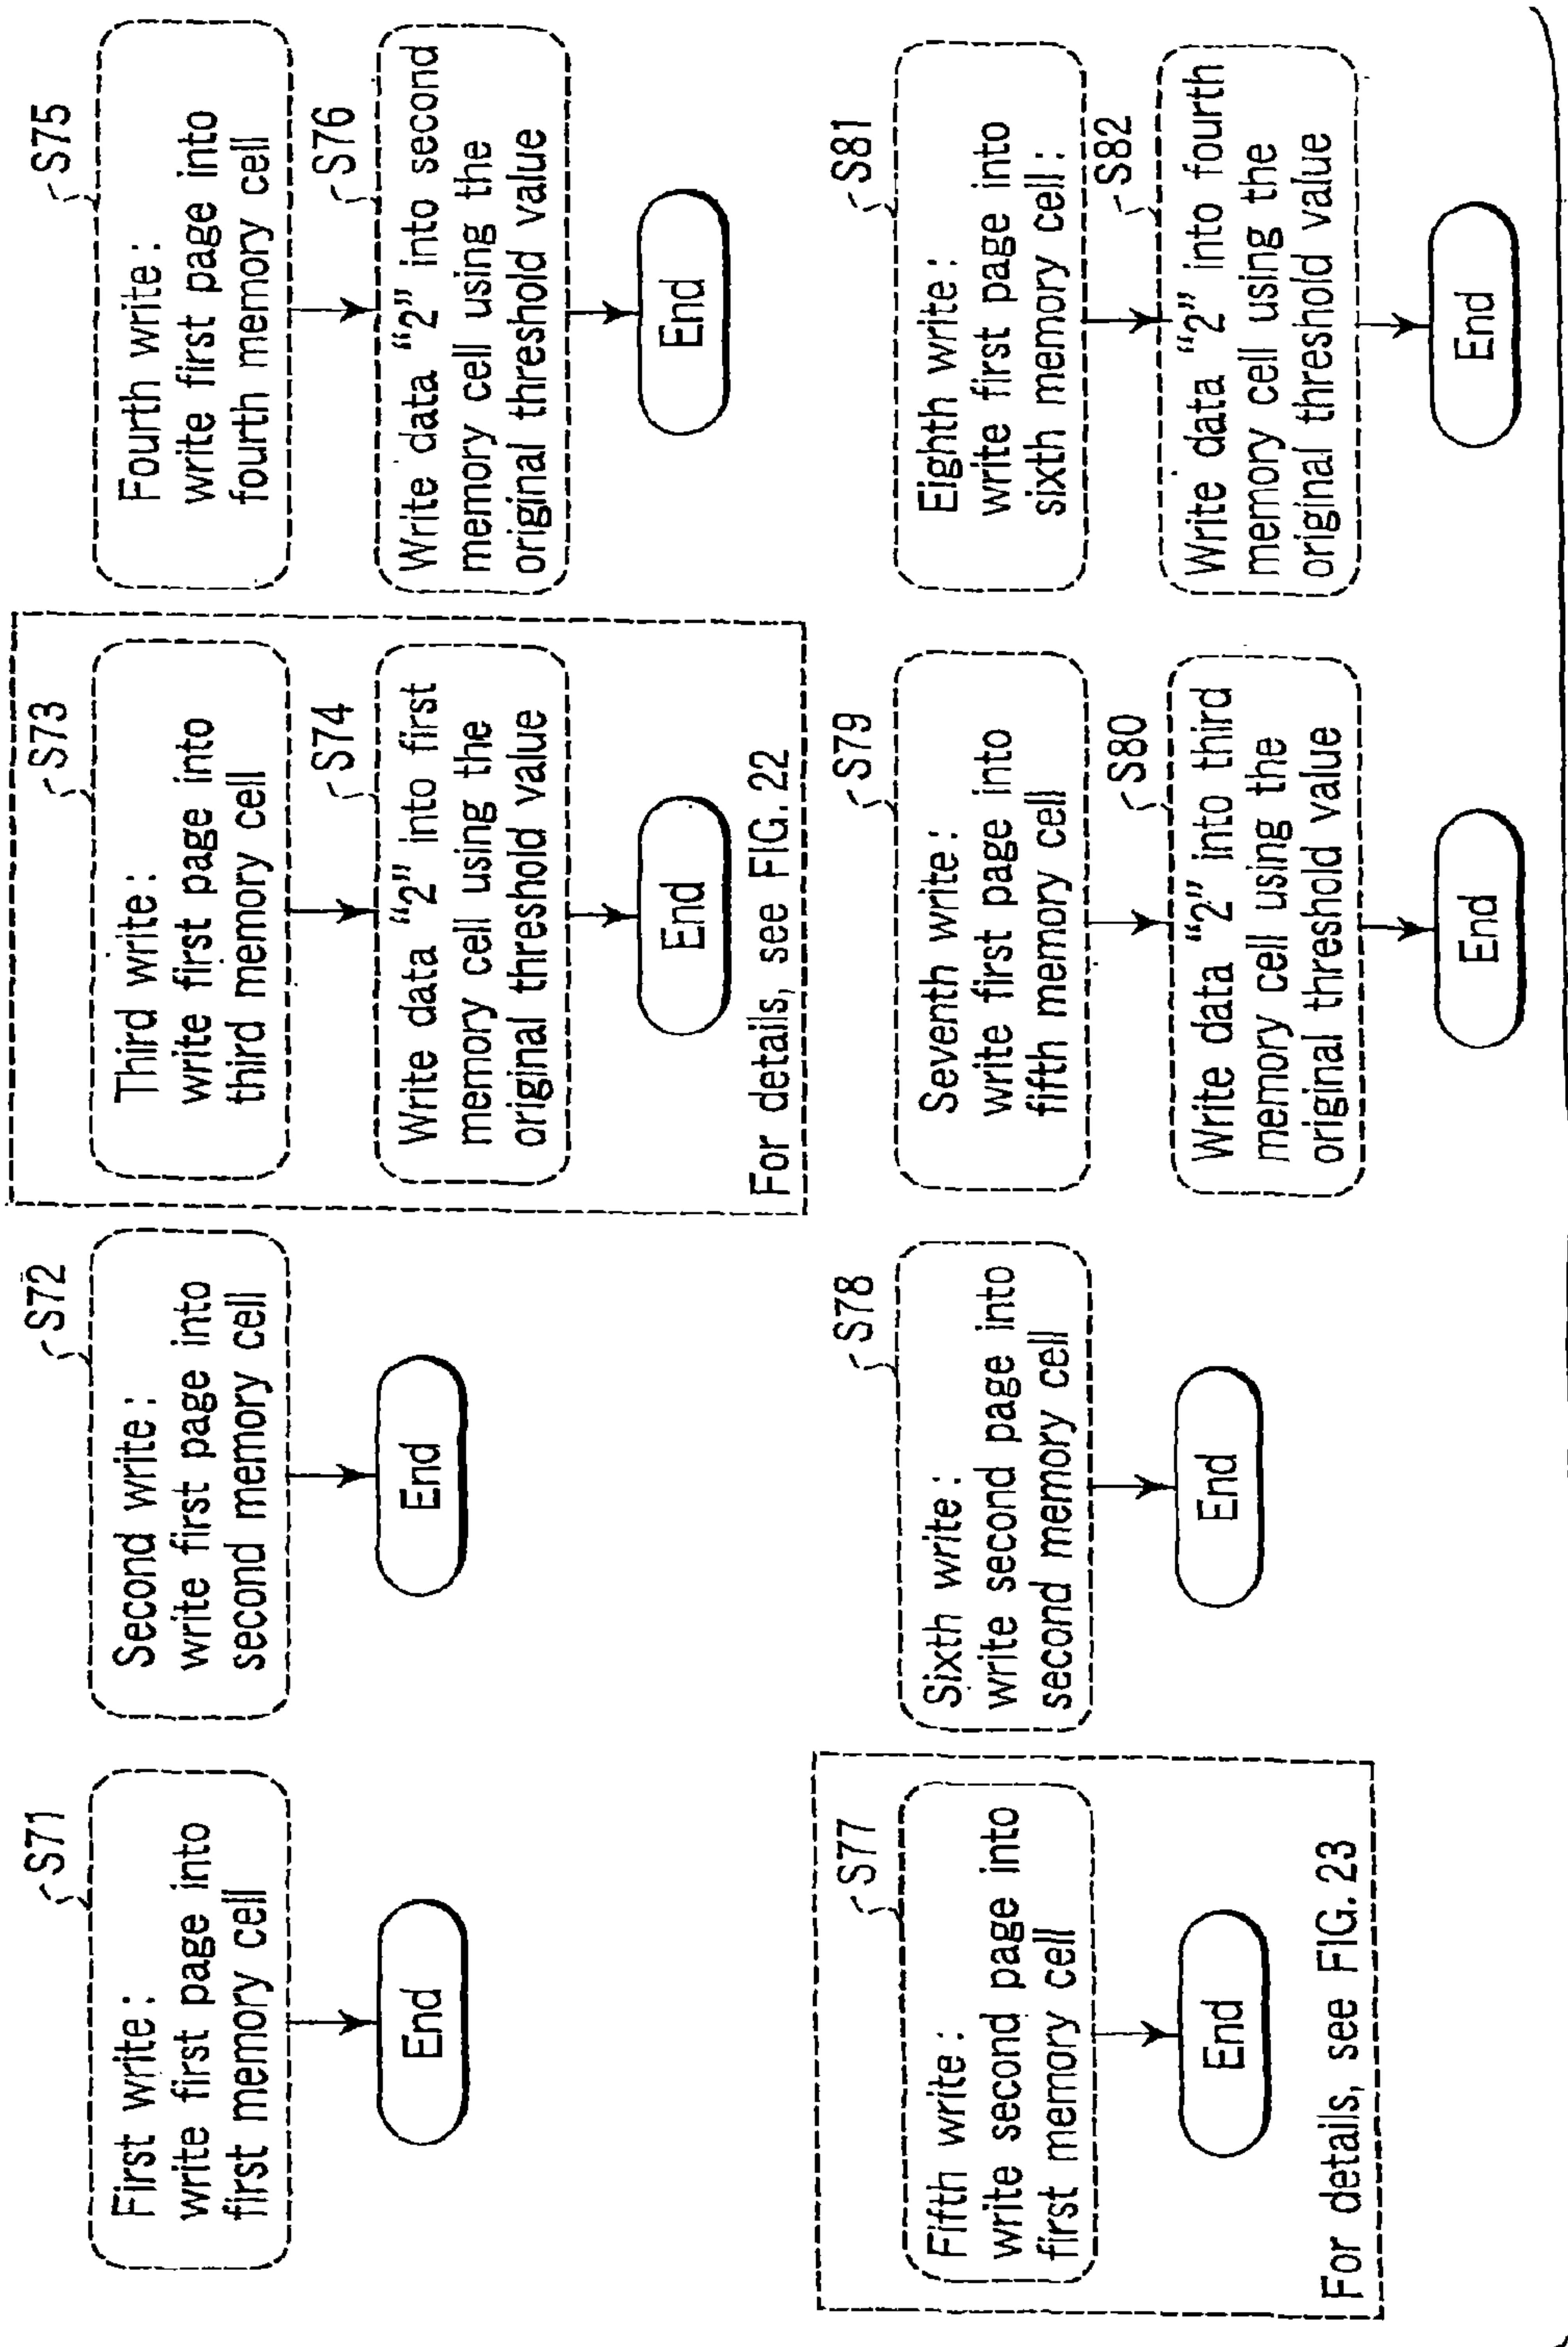 S71
First write :
write first page into
first memory cell
End
S72
Second write :
write first page into
second memory cell
End
S73
Third write :
write first page into
third memory cell
S74
Write data “2” into first
memory cell using the
original threshold value
End
For details, see FIG. 22
S75
Fourth write :
write first page into
fourth memory cell
S76
Write data “2” into second
memory cell using the
original threshold value
End
S77
Fifth write :
write second page into
first memory cell
End
For details, see FIG. 23
S78
Sixth write :
write second page into
second memory cell
End
S79
Seventh write :
write first page into
fifth memory cell
S80
Write data “2” into third
memory cell using the
original threshold value
End
S81
Eighth write :
write first page into
sixth memory cell :
S82
Write data “2” into fourth
memory cell using the
original threshold value
End